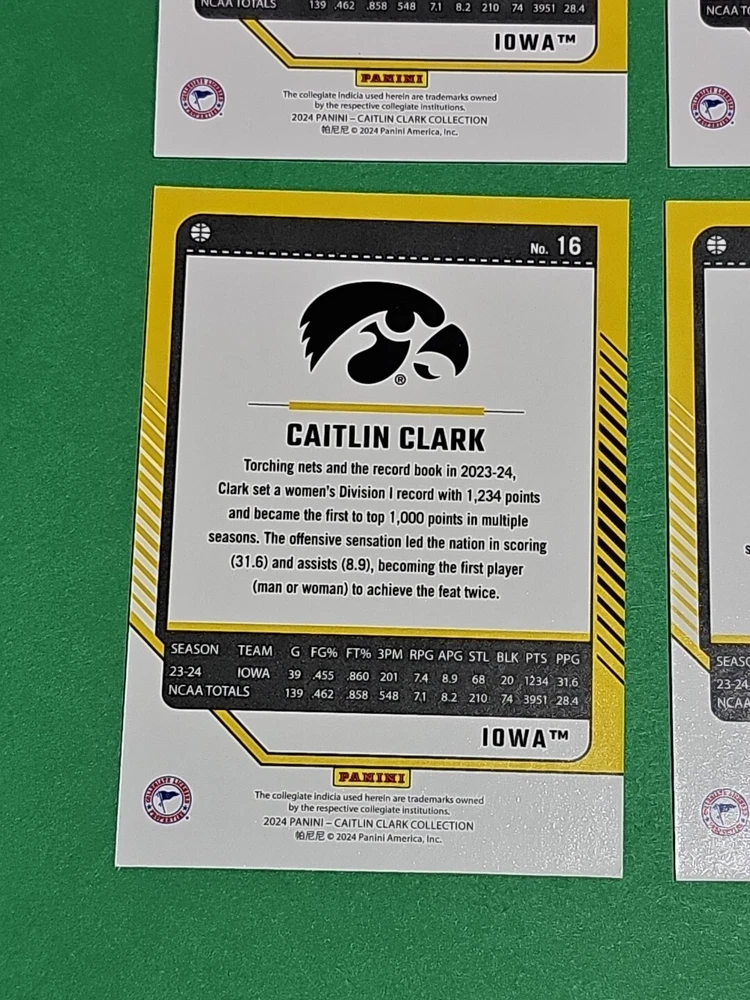 NCAA TOTALS 139 .462 .858 548 7.1 8.2 210 74 3951 28.4
IOWA™
PANINI
The collegiate indicia used herein are trademarks owned
by the respective collegiate institutions.
2024 PANINI – CAITLIN CLARK COLLECTION
帕尼尼 © 2024 Panini America, Inc.
NCAA
No. 16
®
CAITLIN CLARK
Torching nets and the record book in 2023-24,
Clark set a women's Division I record with 1,234 points
and became the first to top 1,000 points in multiple
seasons. The offensive sensation led the nation in scoring
(31.6) and assists (8.9), becoming the first player
(man or woman) to achieve the feat twice.
SEASON TEAM G FG% FT% 3PM RPG APG STL BLK PTS PPG
23-24 IOWA 39 .455 .860 201 7.4 8.9 68 20 1234 31.6
NCAA TOTALS 139 .462 .858 548 7.1 8.2 210 74 3951 28.4
IOWA™
PANINI
The collegiate indicia used herein are trademarks owned
by the respective collegiate institutions.
2024 PANINI – CAITLIN CLARK COLLECTION
帕尼尼 © 2024 Panini America, Inc.
23-24
NCAA